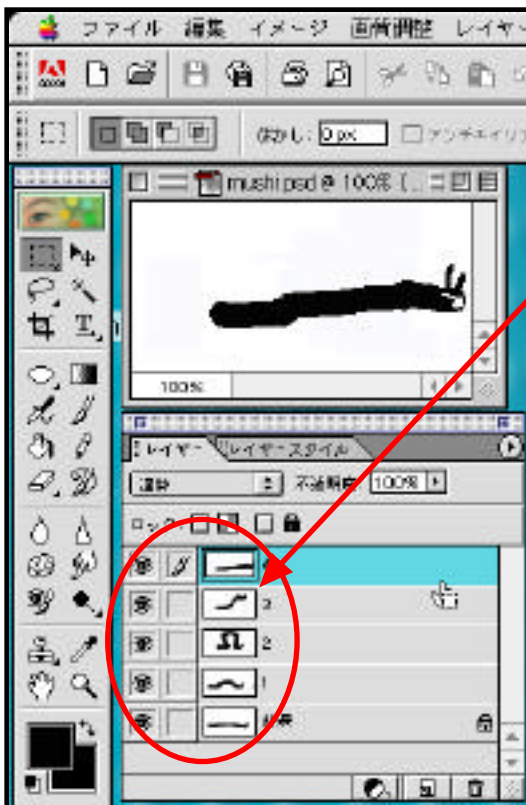 ファイル 編集 イメージ 画質調整 レイヤー
ぼかし: 0 px アンチエイリア
mushi.psd @ 100% (...
100%
レイヤー レイヤースタイル
通常 不透明度: 100%
ロック:
3
2
1
背景